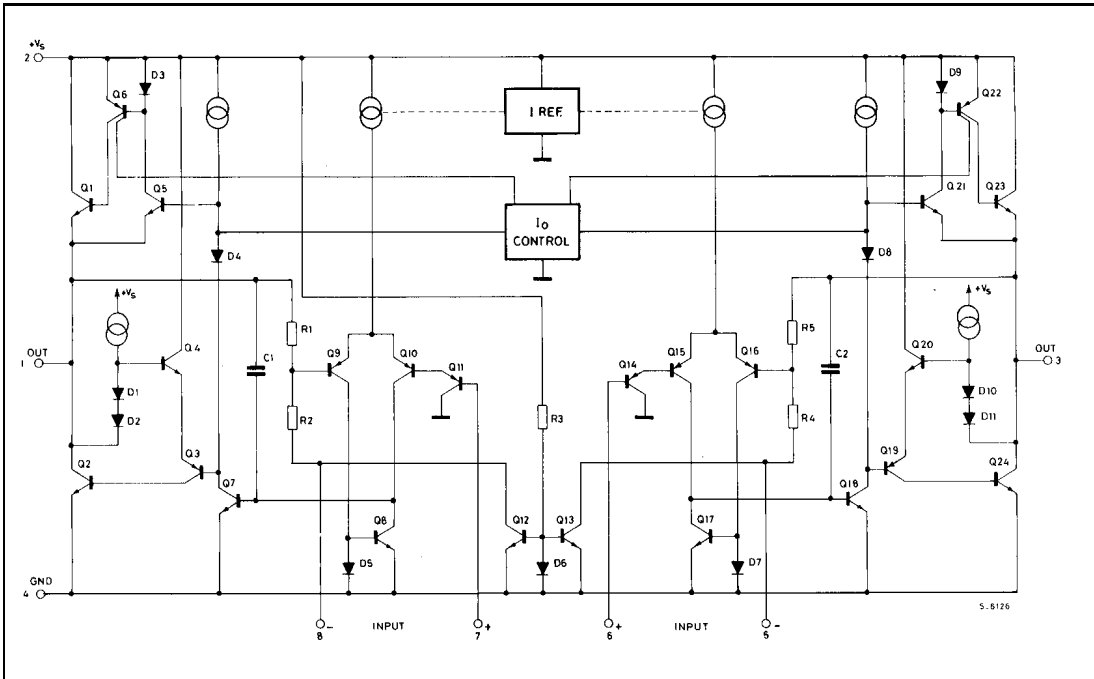 +Vs
2
D3
D9
Q6
Q22
I REF.
Q1
Q5
Q21
Q23
Io
CONTROL
D4
D8
+Vs
+Vs
R1
R5
Q4
Q9
Q10
Q11
Q14
Q15
Q16
Q20
C1
C2
OUT
1
OUT
3
D1
D2
R2
R3
R4
D10
D11
Q2
Q3
Q7
Q19
Q24
Q18
Q8
Q12
Q13
Q17
D5
D6
D7
GND
4
S-6126
8
-
INPUT
7
+
6
+
INPUT
5
-